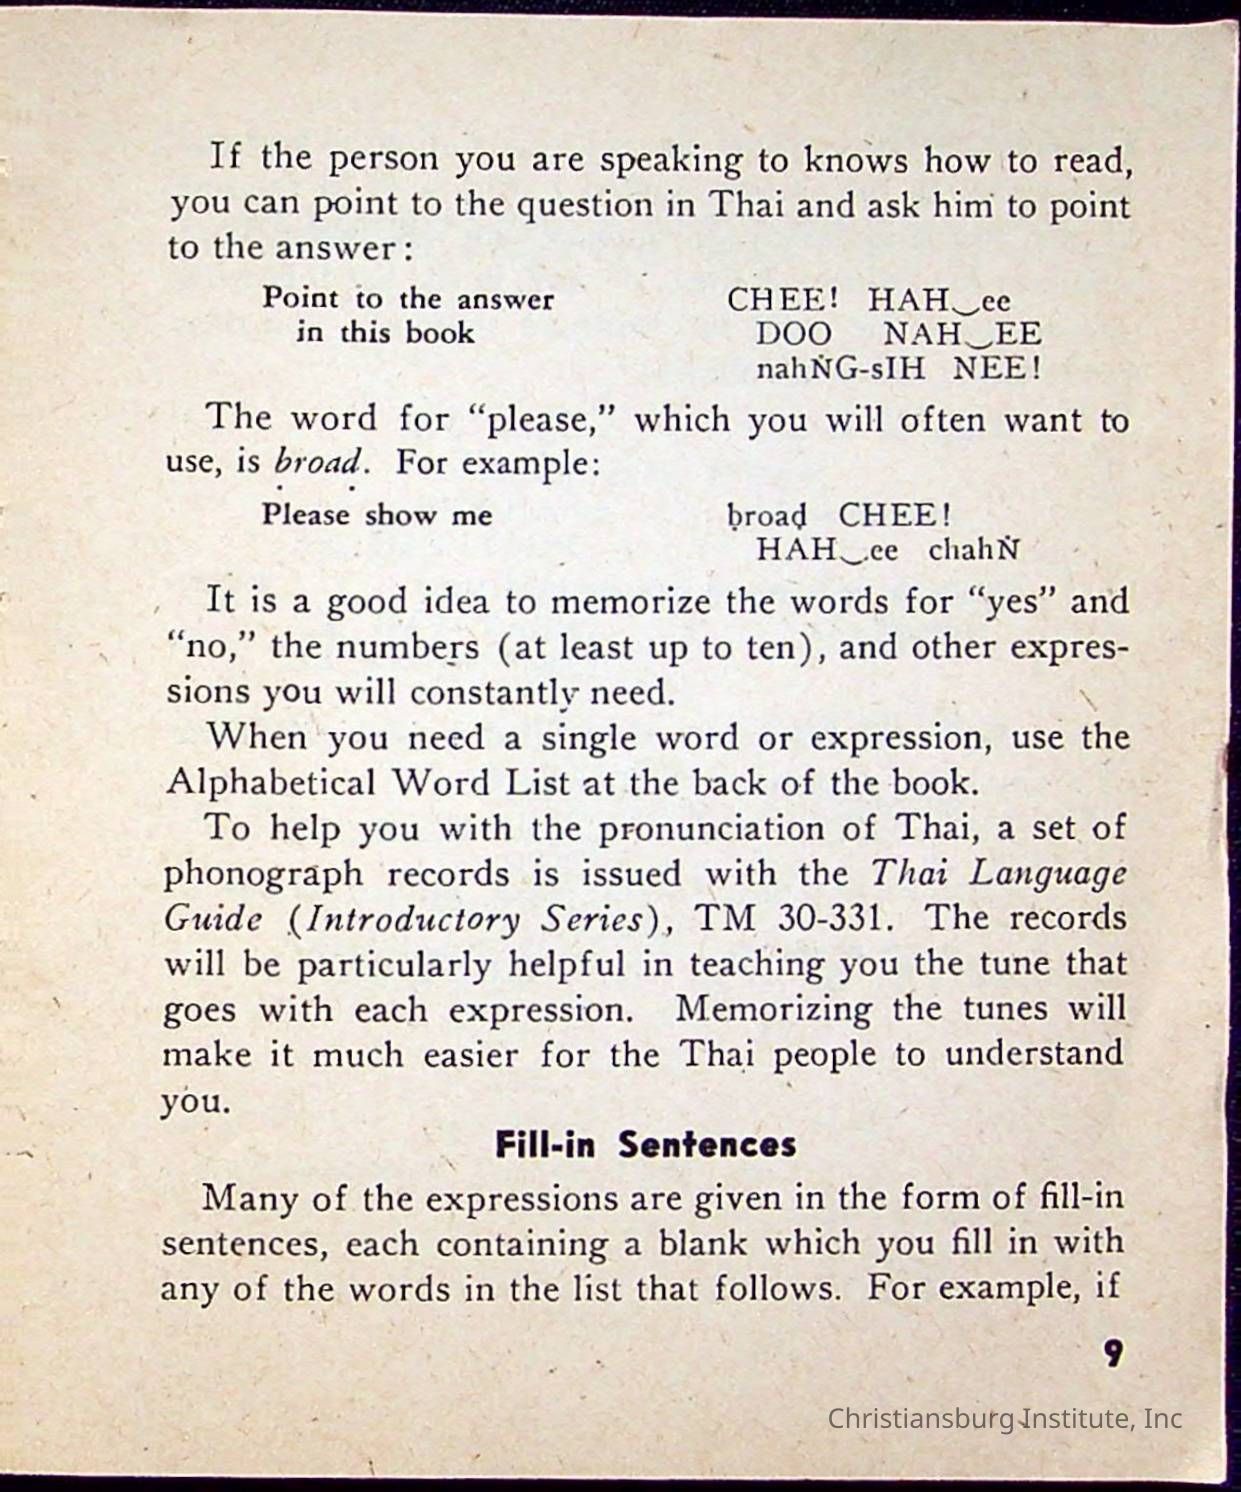 If the person you are speaking to knows how to read,
you can point to the question in Thai and ask him to point
to the answer:
Point to the answer CHEE! HAH‿ee
in this book DOO NAH‿EE
nahṄG-sIH NEE!
The word for “please,” which you will often want to
use, is ḅroaḍ. For example:
Please show me ḅroaḍ CHEE!
HAH‿ee chahṄ
It is a good idea to memorize the words for “yes” and
“no,” the numbers (at least up to ten), and other expres-
sions you will constantly need.
When you need a single word or expression, use the
Alphabetical Word List at the back of the book.
To help you with the pronunciation of Thai, a set of
phonograph records is issued with the Thai Language
Guide (Introductory Series), TM 30-331. The records
will be particularly helpful in teaching you the tune that
goes with each expression. Memorizing the tunes will
make it much easier for the Thai people to understand
you.
Fill-in Sentences
Many of the expressions are given in the form of fill-in
sentences, each containing a blank which you fill in with
any of the words in the list that follows. For example, if
9
Christiansburg Institute, Inc